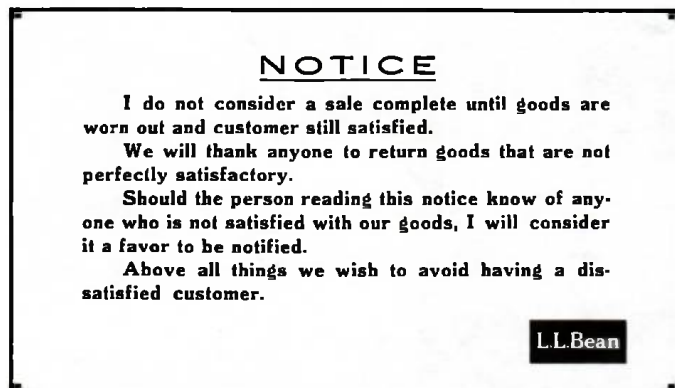 NOTICE
I do not consider a sale complete until goods are
worn out and customer still satisfied.
We will thank anyone to return goods that are not
perfectly satisfactory.
Should the person reading this notice know of any-
one who is not satisfied with our goods, I will consider
it a favor to be notified.
Above all things we wish to avoid having a dis-
satisfied customer.
L.L.Bean